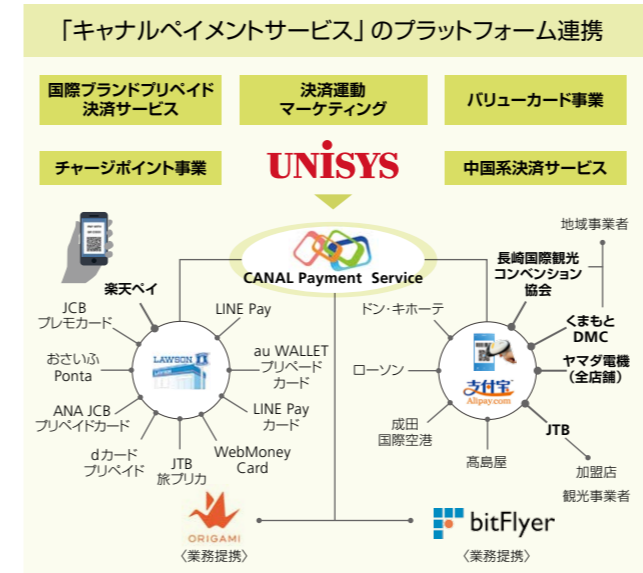 「キャナルペイメントサービス」のプラットフォーム連携
国際ブランドプリペイド
決済サービス
決済運動
マーケティング
バリューカード事業
チャージポイント事業
UNISYS
中国系決済サービス
CANAL Payment Service
楽天ペイ
JCB
プレモカード
おさいふ
Ponta
ANA JCB
プリペイドカード
dカード
プリペイド
JTB
旅プリカ
WebMoney
Card
LINE Pay
カード
au WALLET
プリペード
カード
LINE Pay
LAWSON
ドン・キホーテ
ローソン
成田
国際空港
髙島屋
支付宝
Alipay.com
地域事業者
長崎国際観光
コンベンション
協会
くまもと
DMC
ヤマダ電機
（全店舗）
JTB
加盟店
観光事業者
ORIGAMI
〈業務提携〉
bitFlyer
〈業務提携〉